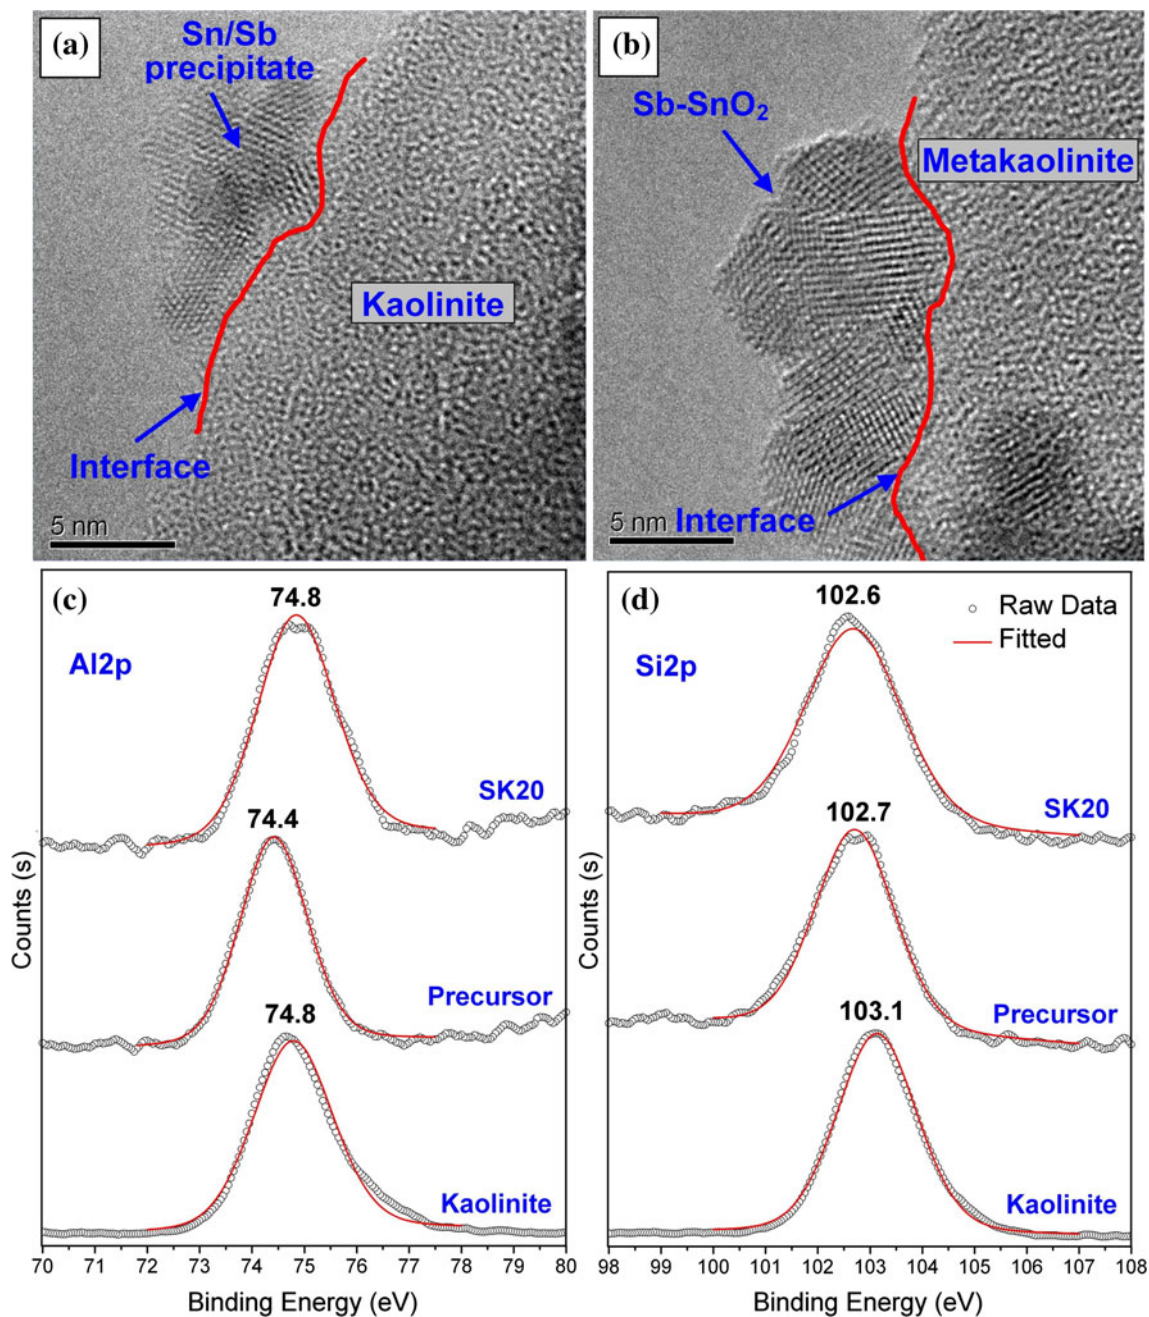 (a)
Sn/Sb
precipitate
Kaolinite
Interface
5 nm
(b)
Sb-SnO₂
Metakaolinite
Interface
5 nm
(c)
74.8
Al2p
SK20
74.4
Precursor
74.8
Kaolinite
Counts (s)
70 71 72 73 74 75 76 77 78 79 80
Binding Energy (eV)
(d)
102.6
Raw Data
Fitted
Si2p
SK20
102.7
Precursor
103.1
Kaolinite
Counts (s)
98 99 100 101 102 103 104 105 106 107 108
Binding Energy (eV)